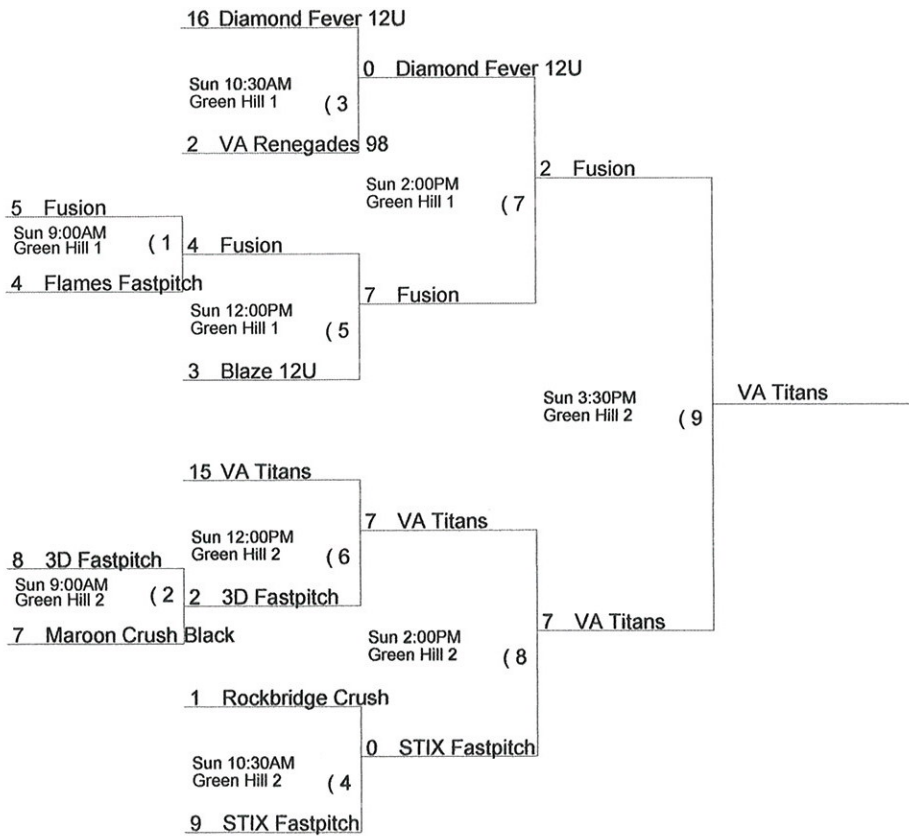 16 Diamond Fever 12U
0 Diamond Fever 12U
Sun 10:30AM
Green Hill 1
( 3
2 VA Renegades 98
2 Fusion
Sun 2:00PM
Green Hill 1
( 7
5 Fusion
Sun 9:00AM
Green Hill 1
( 1
4 Fusion
4 Flames Fastpitch
7 Fusion
Sun 12:00PM
Green Hill 1
( 5
3 Blaze 12U
Sun 3:30PM
Green Hill 2
( 9
VA Titans
15 VA Titans
7 VA Titans
Sun 12:00PM
Green Hill 2
( 6
8 3D Fastpitch
Sun 9:00AM
Green Hill 2
( 2
2 3D Fastpitch
7 Maroon Crush Black
7 VA Titans
Sun 2:00PM
Green Hill 2
( 8
1 Rockbridge Crush
0 STIX Fastpitch
Sun 10:30AM
Green Hill 2
( 4
9 STIX Fastpitch